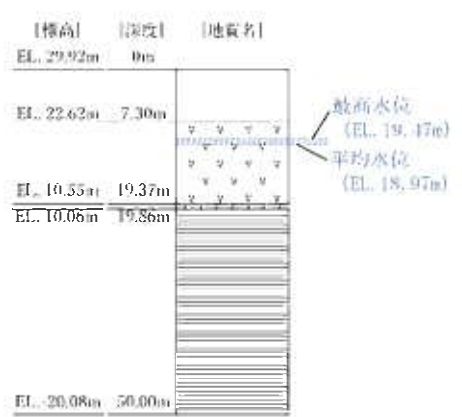 [標高] [深度] [地質名]
EL. 29.92m 0m
EL. 22.62m 7.30m
最高水位
(EL. 19.47m)
平均水位
(EL. 18.97m)
EL. 10.55m 19.37m
EL. 10.06m 19.86m
EL. -20.08m 50.00m